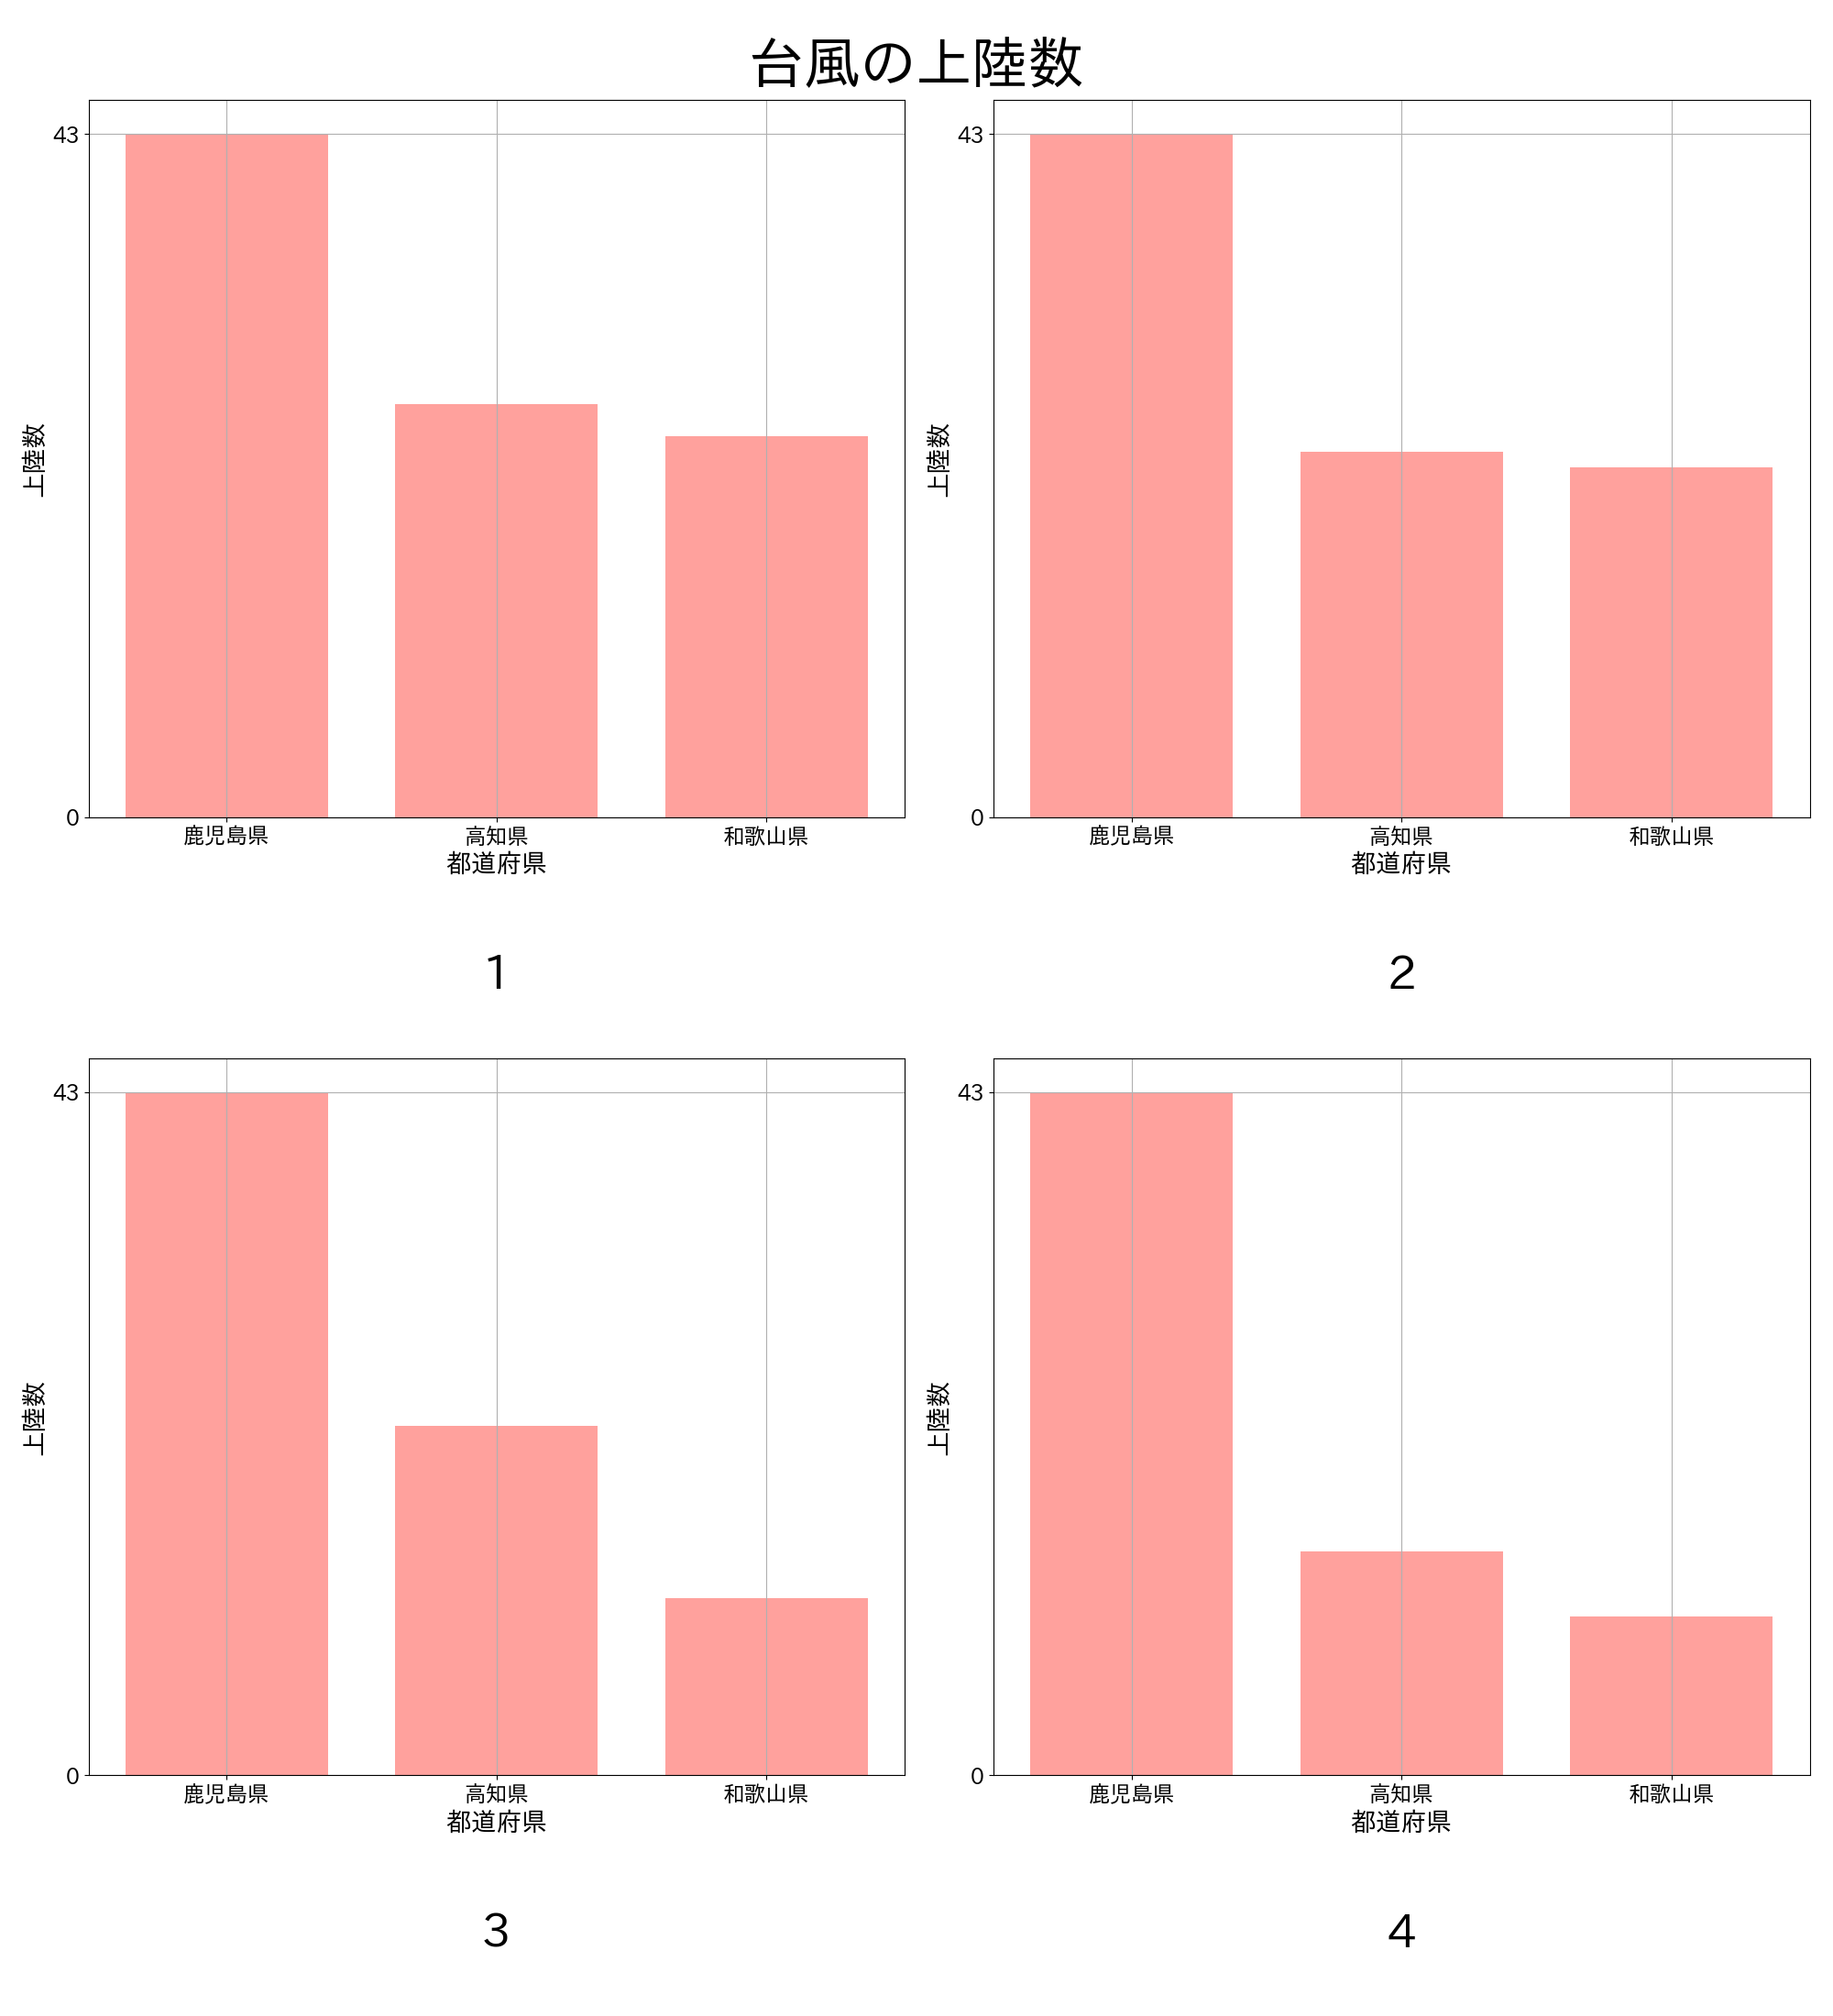 台風の上陸数
43
43
上陸数
上陸数
0
0
鹿児島県 高知県 和歌山県
鹿児島県 高知県 和歌山県
都道府県
都道府県
1
2
43
43
上陸数
上陸数
0
0
鹿児島県 高知県 和歌山県
鹿児島県 高知県 和歌山県
都道府県
都道府県
3
4